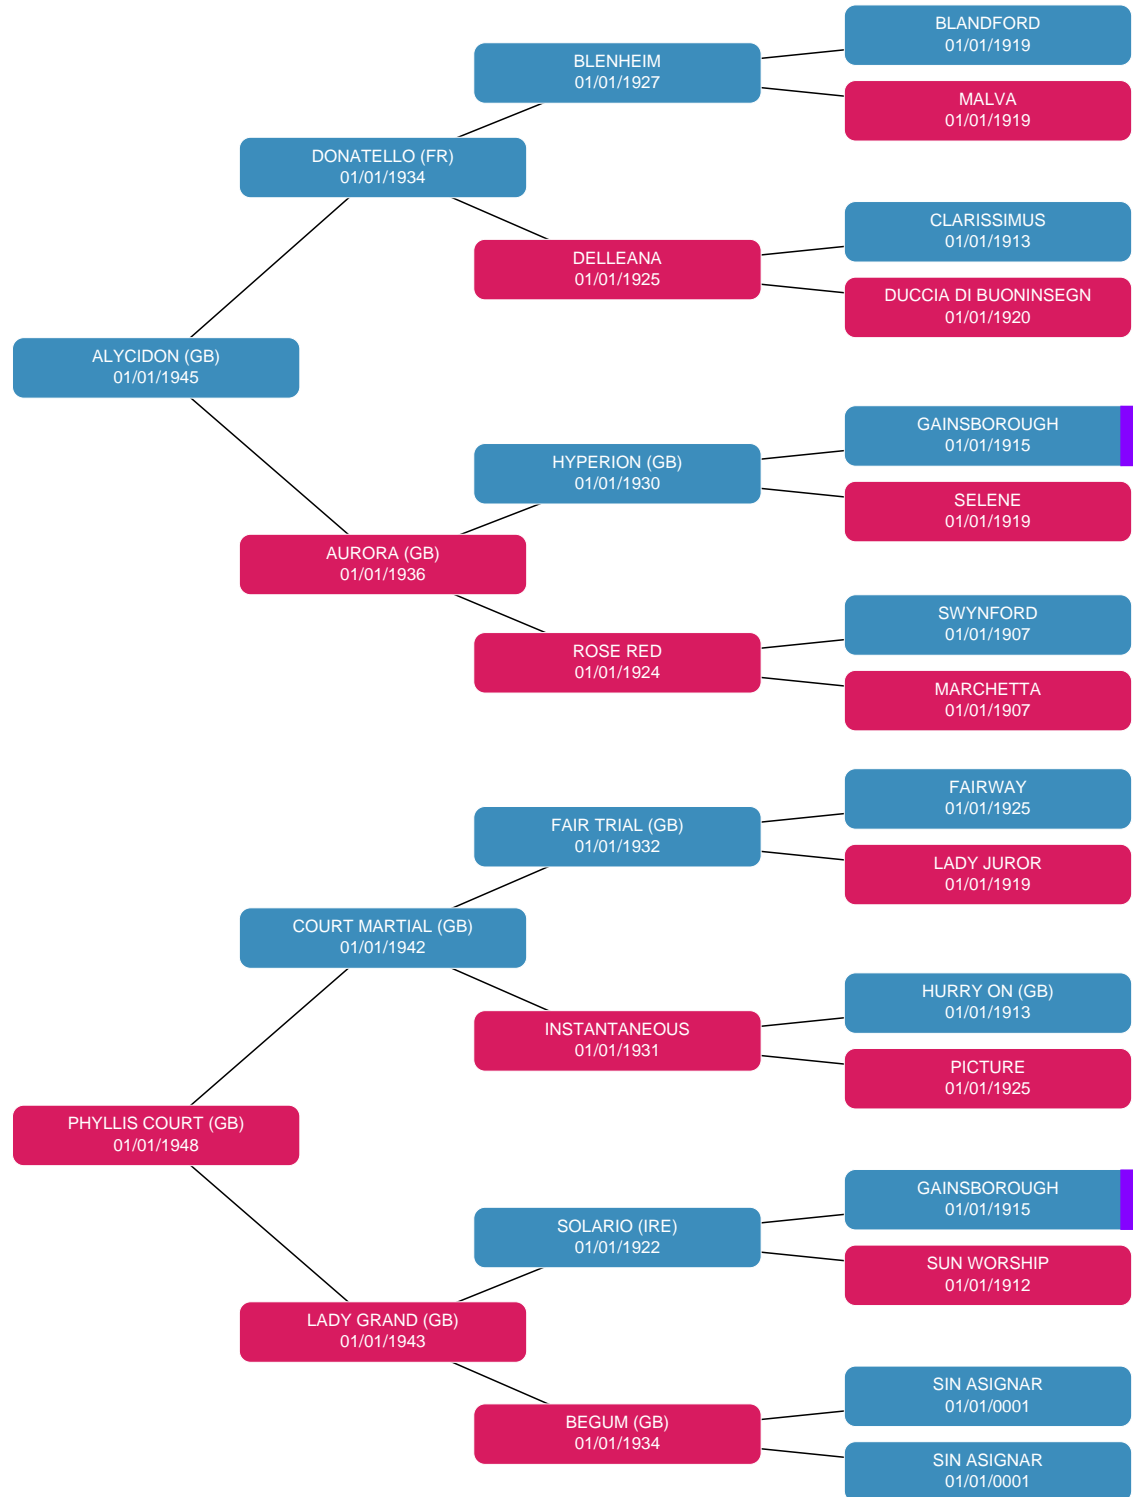 BLANDFORD
01/01/1919
BLENHEIM
01/01/1927
MALVA
01/01/1919
DONATELLO (FR)
01/01/1934
CLARISSIMUS
01/01/1913
DELLEANA
01/01/1925
DUCCIA DI BUONINSEGN
01/01/1920
ALYCIDON (GB)
01/01/1945
GAINSBOROUGH
01/01/1915
HYPERION (GB)
01/01/1930
SELENE
01/01/1919
AURORA (GB)
01/01/1936
SWYNFORD
01/01/1907
ROSE RED
01/01/1924
MARCHETTA
01/01/1907
FAIRWAY
01/01/1925
FAIR TRIAL (GB)
01/01/1932
LADY JUROR
01/01/1919
COURT MARTIAL (GB)
01/01/1942
HURRY ON (GB)
01/01/1913
INSTANTANEOUS
01/01/1931
PICTURE
01/01/1925
PHYLLIS COURT (GB)
01/01/1948
GAINSBOROUGH
01/01/1915
SOLARIO (IRE)
01/01/1922
SUN WORSHIP
01/01/1912
LADY GRAND (GB)
01/01/1943
SIN ASIGNAR
01/01/0001
BEGUM (GB)
01/01/1934
SIN ASIGNAR
01/01/0001